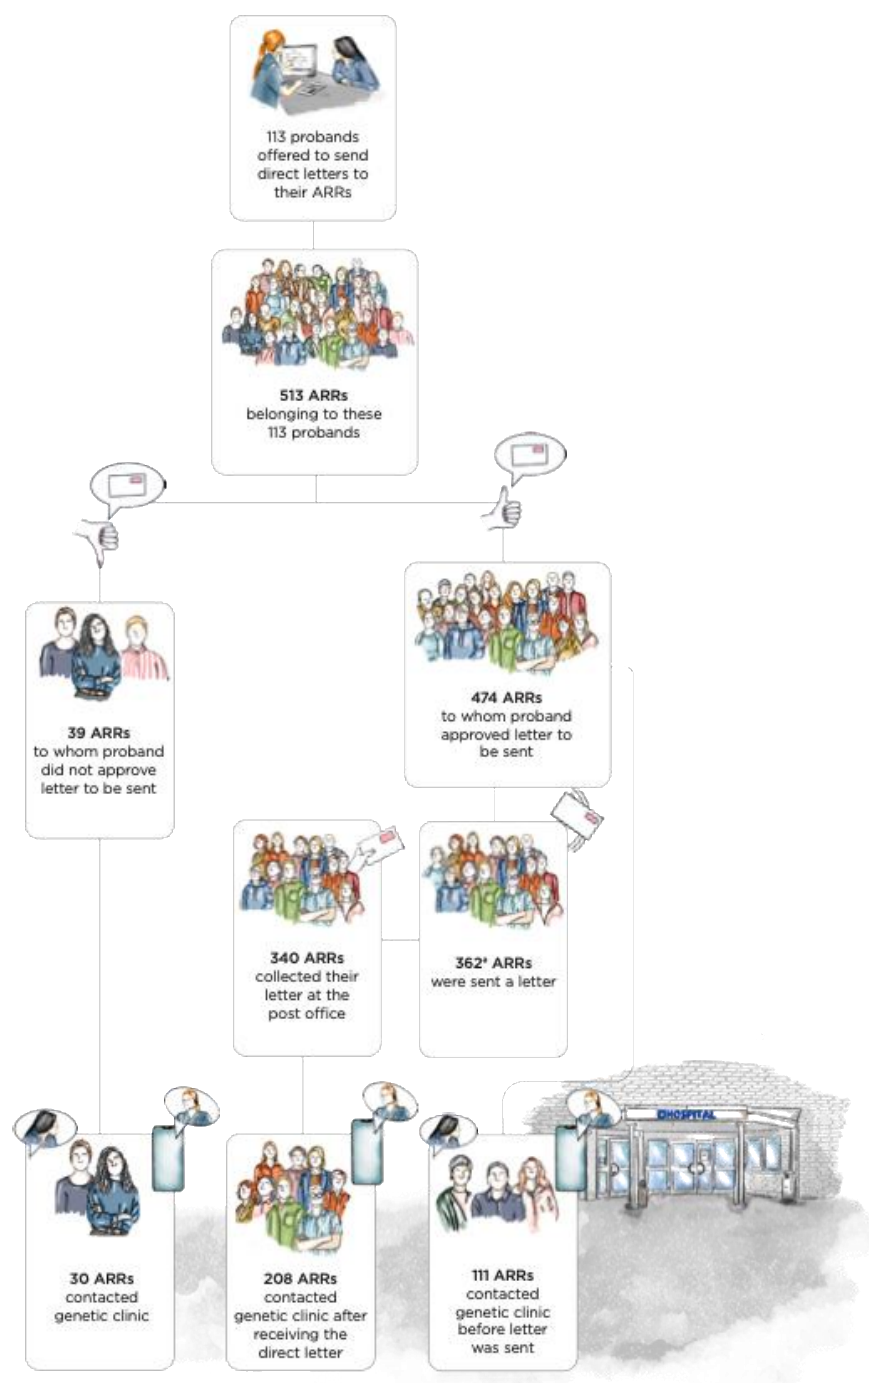 113 probands
offered to send
direct letters to
their ARRs
513 ARRs
belonging to these
113 probands
39 ARRs
to whom proband
did not approve
letter to be sent
474 ARRs
to whom proband
approved letter to
be sent
340 ARRs
collected their
letter at the
post office
362* ARRs
were sent a letter
HOSPITAL
30 ARRs
contacted
genetic clinic
208 ARRs
contacted
genetic clinic after
receiving the
direct letter
111 ARRs
contacted
genetic clinic
before letter
was sent